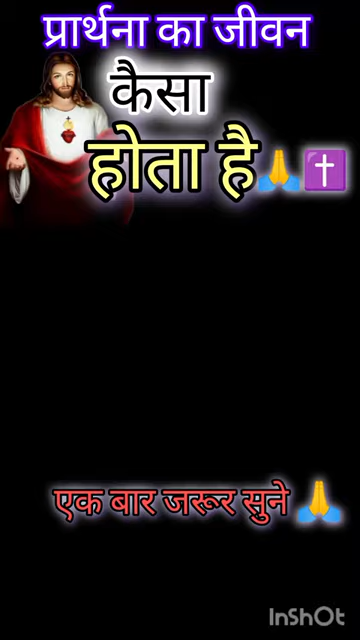 प्रार्थना का जीवन
कैसा
होता है🙏✝️
एक बार जरूर सुने 🙏
InShOt